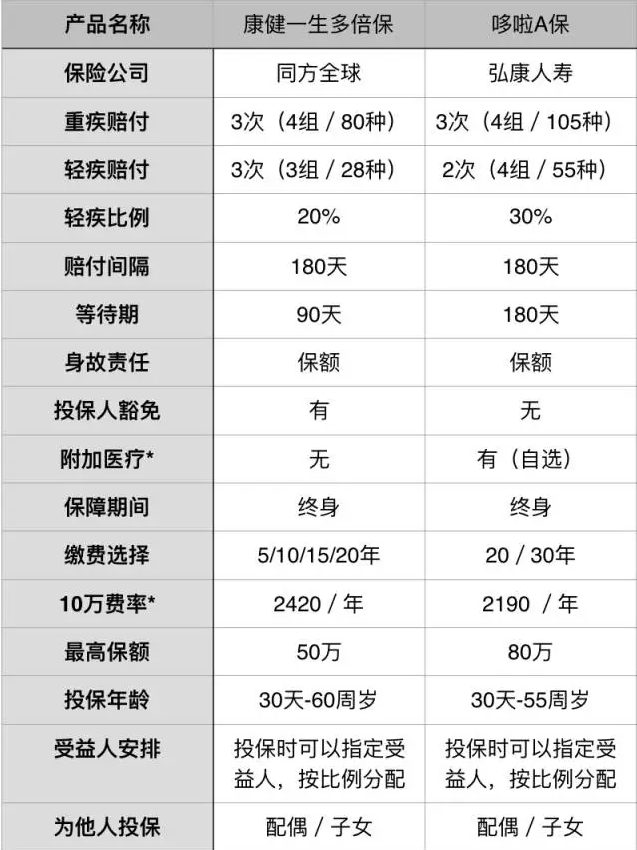 产品名称 康健一生多倍保 哆啦A保
保险公司 同方全球 弘康人寿
重疾赔付 3次（4组 / 80种） 3次（4组 / 105种）
轻疾赔付 3次（3组 / 28种） 2次（4组 / 55种）
轻疾比例 20% 30%
赔付间隔 180天 180天
等待期 90天 180天
身故责任 保额 保额
投保人豁免 有 无
附加医疗* 无 有（自选）
保障期间 终身 终身
缴费选择 5/10/15/20年 20 / 30年
10万费率* 2420 / 年 2190 / 年
最高保额 50万 80万
投保年龄 30天-60周岁 30天-55周岁
受益人安排 投保时可以指定受 投保时可以指定受
益人，按比例分配 益人，按比例分配
为他人投保 配偶 / 子女 配偶 / 子女